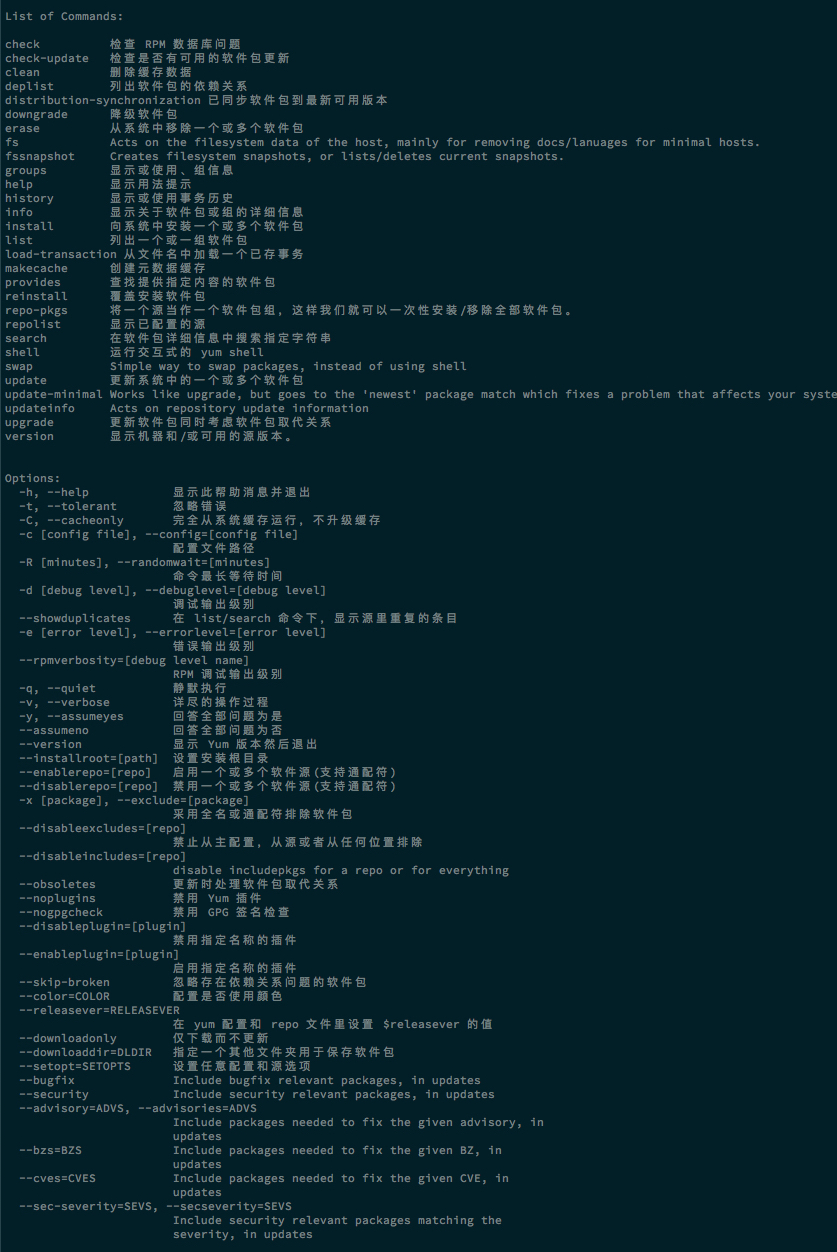 List of Commands:
check 检查 RPM 数据库问题
check-update 检查是否有可用的软件包更新
clean 删除缓存数据
deplist 列出软件包的依赖关系
distribution-synchronization 已同步软件包到最新可用版本
downgrade 降级软件包
erase 从系统中移除一个或多个软件包
fs Acts on the filesystem data of the host, mainly for removing docs/lanuages for minimal hosts.
fssnapshot Creates filesystem snapshots, or lists/deletes current snapshots.
groups 显示或使用、组信息
help 显示用法提示
history 显示或使用事务历史
info 显示关于软件包或组的详细信息
install 向系统中安装一个或多个软件包
list 列出一个或一组软件包
load-transaction 从文件名中加载一个已存事务
makecache 创建元数据缓存
provides 查找提供指定内容的软件包
reinstall 覆盖安装软件包
repo-pkgs 将一个源当作一个软件包组，这样我们就可以一次性安装/移除全部软件包。
repolist 显示已配置的源
search 在软件包详细信息中搜索指定字符串
shell 运行交互式的 yum shell
swap Simple way to swap packages, instead of using shell
update 更新系统中的一个或多个软件包
update-minimal Works like upgrade, but goes to the 'newest' package match which fixes a problem that affects your syste
updateinfo Acts on repository update information
upgrade 更新软件包同时考虑软件包取代关系
version 显示机器和/或可用的源版本。
Options:
-h, --help 显示此帮助消息并退出
-t, --tolerant 忽略错误
-C, --cacheonly 完全从系统缓存运行，不升级缓存
-c [config file], --config=[config file]
配置文件路径
-R [minutes], --randomwait=[minutes]
命令最长等待时间
-d [debug level], --debuglevel=[debug level]
调试输出级别
--showduplicates 在 list/search 命令下，显示源里重复的条目
-e [error level], --errorlevel=[error level]
错误输出级别
--rpmverbosity=[debug level name]
RPM 调试输出级别
-q, --quiet 静默执行
-v, --verbose 详尽的操作过程
-y, --assumeyes 回答全部问题为是
--assumeno 回答全部问题为否
--version 显示 Yum 版本然后退出
--installroot=[path] 设置安装根目录
--enablerepo=[repo] 启用一个或多个软件源(支持通配符)
--disablerepo=[repo] 禁用一个或多个软件源(支持通配符)
-x [package], --exclude=[package]
采用全名或通配符排除软件包
--disableexcludes=[repo]
禁止从主配置，从源或者从任何位置排除
--disableincludes=[repo]
disable includepkgs for a repo or for everything
--obsoletes 更新时处理软件包取代关系
--noplugins 禁用 Yum 插件
--nogpgcheck 禁用 GPG 签名检查
--disableplugin=[plugin]
禁用指定名称的插件
--enableplugin=[plugin]
启用指定名称的插件
--skip-broken 忽略存在依赖关系问题的软件包
--color=COLOR 配置是否使用颜色
--releasever=RELEASEVER
在 yum 配置和 repo 文件里设置 $releasever 的值
--downloadonly 仅下载而不更新
--downloaddir=DLDIR 指定一个其他文件夹用于保存软件包
--setopt=SETOPTS 设置任意配置和源选项
--bugfix Include bugfix relevant packages, in updates
--security Include security relevant packages, in updates
--advisory=ADVS, --advisories=ADVS
Include packages needed to fix the given advisory, in
updates
--bzs=BZS Include packages needed to fix the given BZ, in
updates
--cves=CVES Include packages needed to fix the given CVE, in
updates
--sec-severity=SEVS, --secseverity=SEVS
Include security relevant packages matching the
severity, in updates